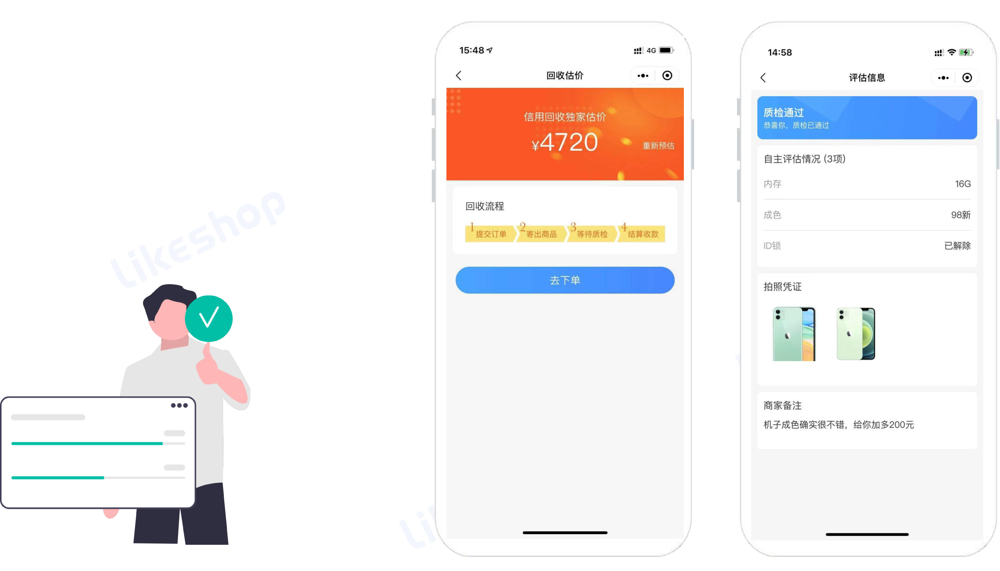 Likeshop
15:48
4G
回收估价
信用回收独家估价
¥4720
重新预估
回收流程
1 提交订单 2 寄出商品 3 等待质检 4 结算收款
去下单
Li
14:58
评估信息
质检通过
恭喜你，质检已通过
自主评估情况 (3项)
内存 16G
成色 98新
ID锁 已解除
拍照凭证
商家备注
机子成色确实很不错，给你加多200元